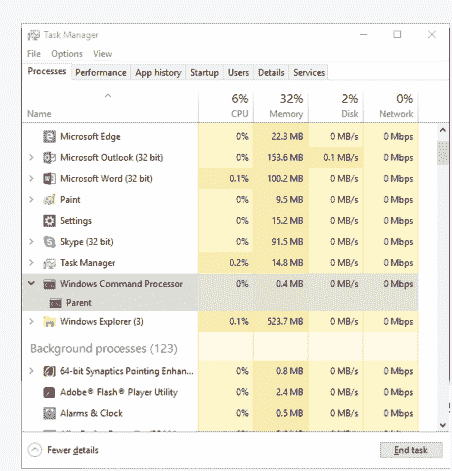 Task Manager
File Options View
Processes Performance App history Startup Users Details Services
6% 32% 2% 0%
Name CPU Memory Disk Network
Microsoft Edge 0% 22.3 MB 0 MB/s 0 Mbps
Microsoft Outlook (32 bit) 0% 153.6 MB 0.1 MB/s 0 Mbps
Microsoft Word (32 bit) 0.1% 100.2 MB 0 MB/s 0 Mbps
Paint 0% 9.5 MB 0 MB/s 0 Mbps
Settings 0% 15.2 MB 0 MB/s 0 Mbps
Skype (32 bit) 0% 91.5 MB 0 MB/s 0 Mbps
Task Manager 0.2% 14.8 MB 0 MB/s 0 Mbps
Windows Command Processor 0% 0.4 MB 0 MB/s 0 Mbps
Parent
Windows Explorer (3) 0.1% 523.7 MB 0 MB/s 0 Mbps
Background processes (123)
64-bit Synaptics Pointing Enhan... 0% 0.8 MB 0 MB/s 0 Mbps
Adobe® Flash® Player Utility 0% 2.4 MB 0 MB/s 0 Mbps
Alarms & Clock 0% 0.5 MB 0 MB/s 0 Mbps
Fewer details End task